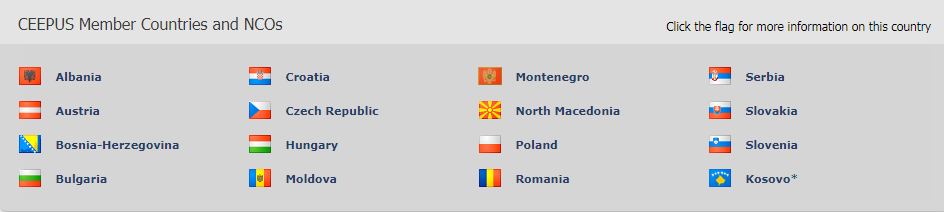 CEEPUS Member Countries and NCOs
Click the flag for more information on this country
Albania
Croatia
Montenegro
Serbia
Austria
Czech Republic
North Macedonia
Slovakia
Bosnia-Herzegovina
Hungary
Poland
Slovenia
Bulgaria
Moldova
Romania
Kosovo*